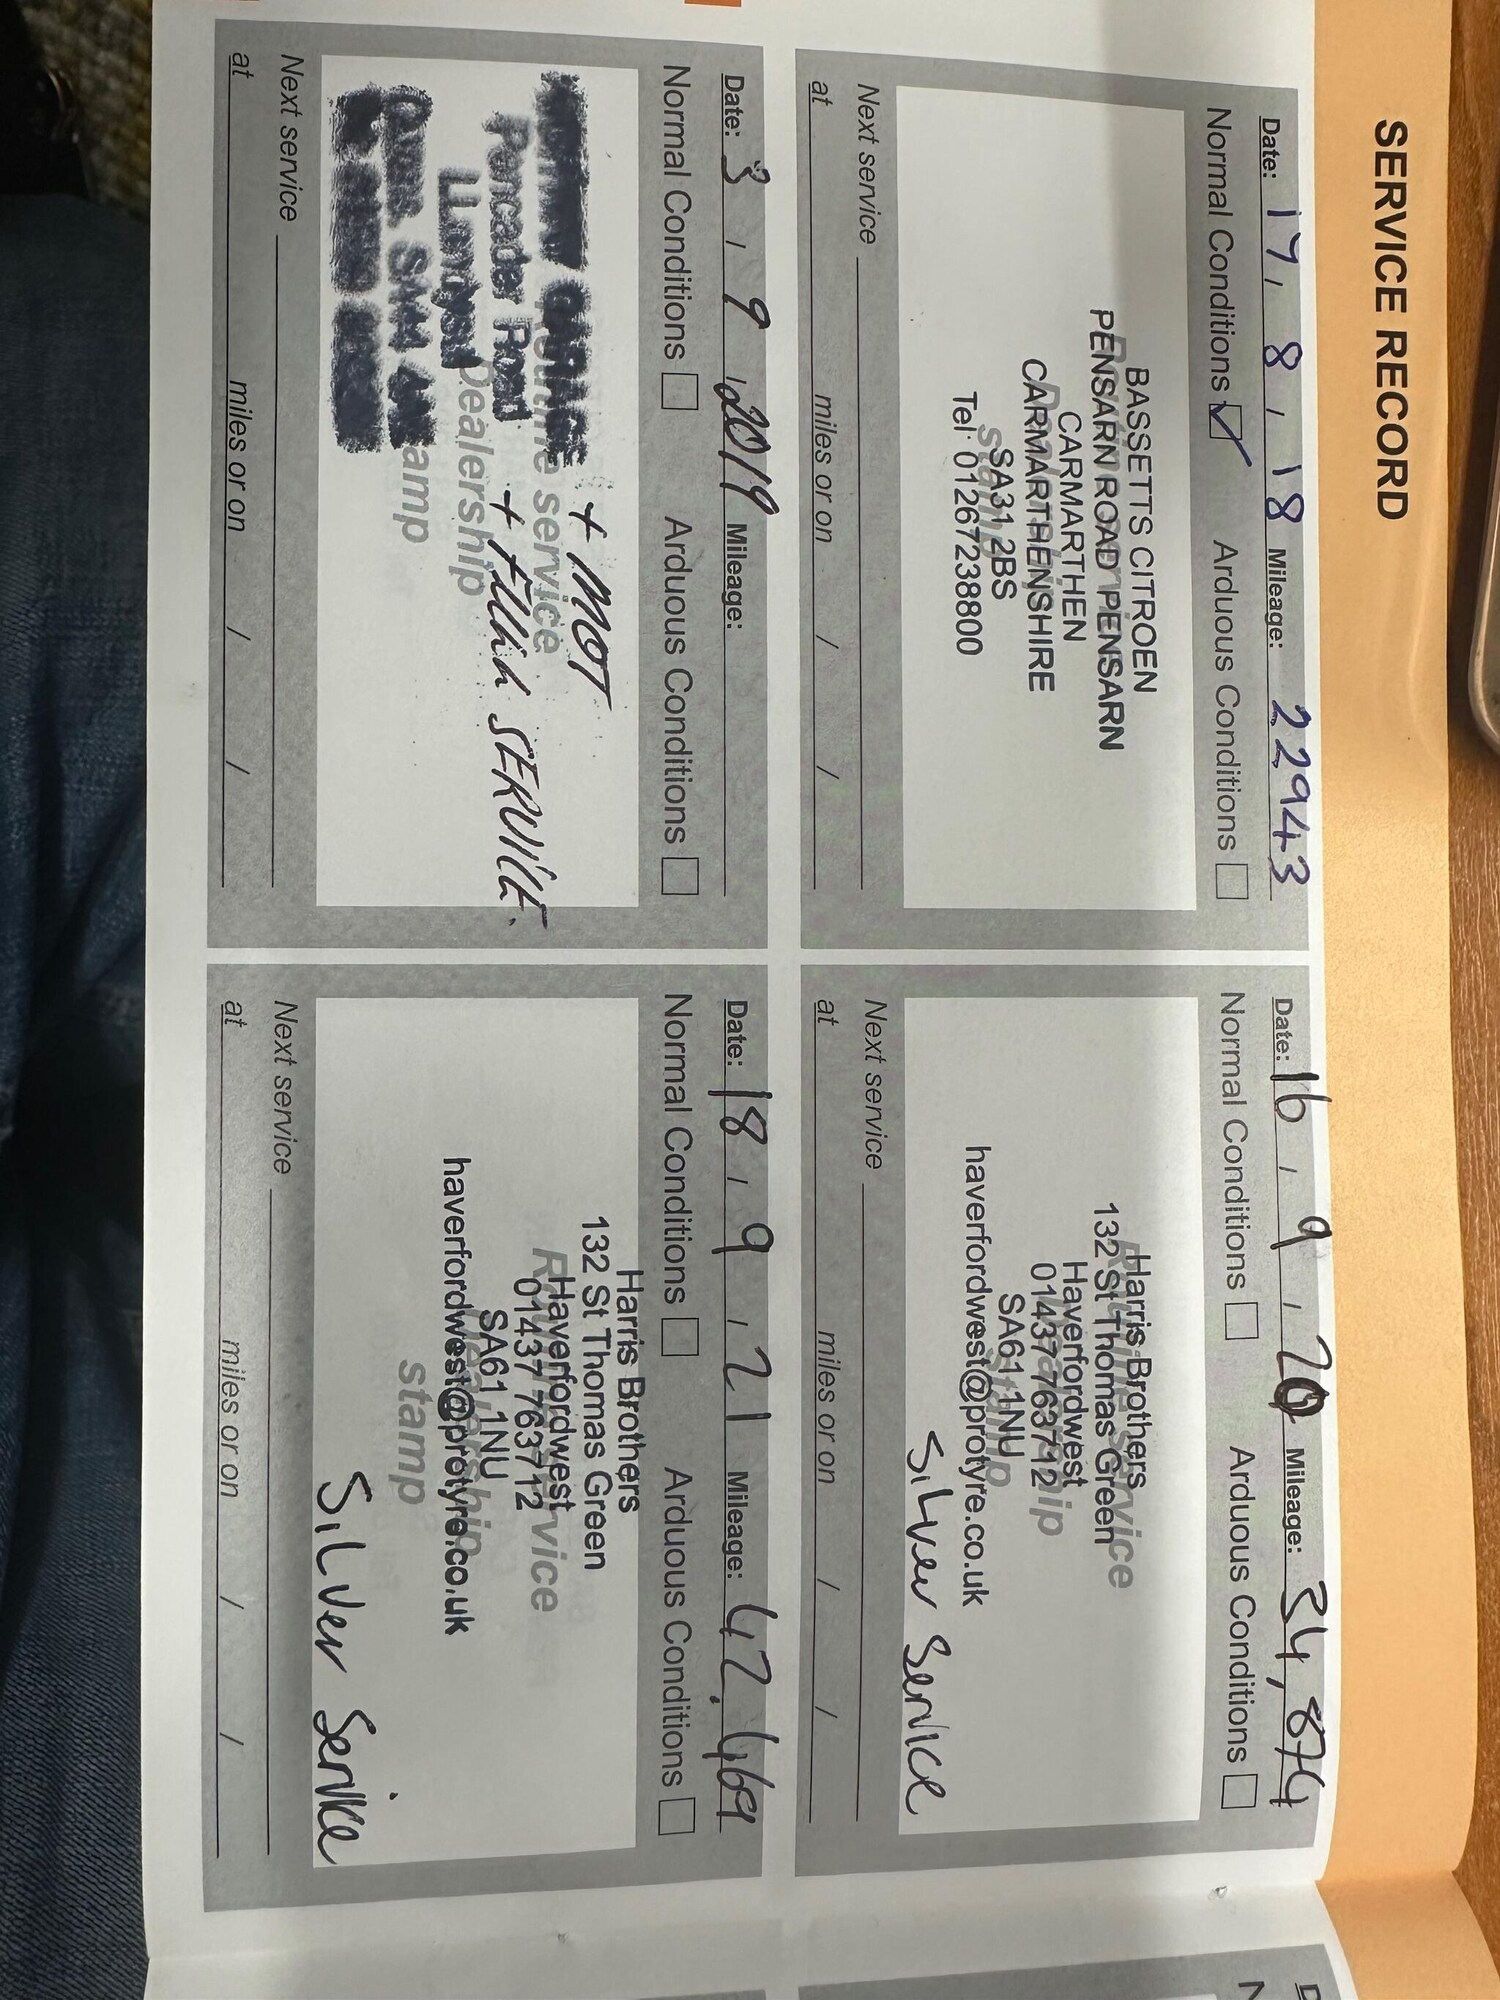 SERVICE RECORD
Date: 17 / 8 / 18 Mileage: 22943
Normal Conditions ☑ Arduous Conditions ☐
BASSETTS CITROEN
PENSARN ROAD PENSARN
CARMARTHEN
CARMARTHENSHIRE
SA31 2BS
Tel: 01267238800
Next service
at miles or on / /
Date: 16 / 9 / 20 Mileage: 34,874
Normal Conditions ☐ Arduous Conditions ☐
Harris Brothers
132 St Thomas Green
Haverfordwest
01437 763712
SA61 1NU
haverfordwest@protyre.co.uk
Silver Service
Next service
at miles or on / /
Date: 3 / 9 / 2019 Mileage:
Normal Conditions ☐ Arduous Conditions ☐
+ MOT
service
Pencader Road + Full SERVICE.
Llandysul Dealership
Next service
at miles or on / /
Date: 18 / 9 / 21 Mileage: 42,469
Normal Conditions ☐ Arduous Conditions ☐
Harris Brothers
132 St Thomas Green
Haverfordwest
01437 763712
SA61 1NU
haverfordwest@protyre.co.uk
stamp
Silver Service
Next service
at miles or on / /